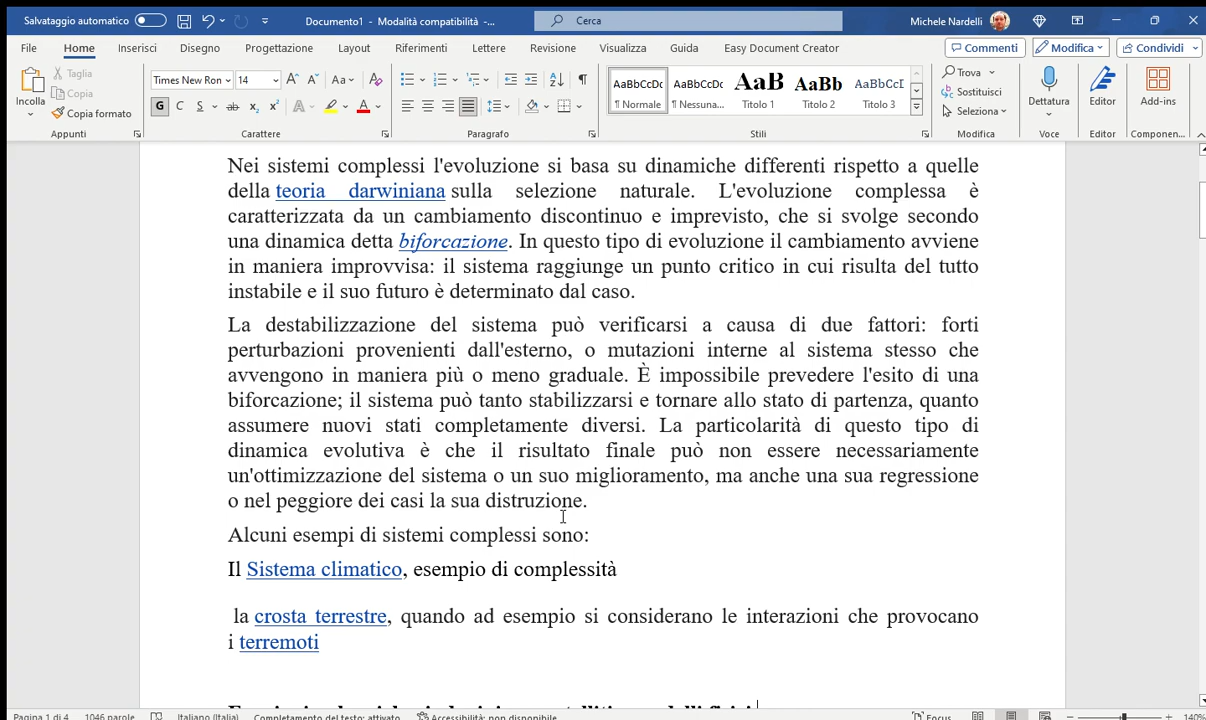 Salvataggio automatico
Documento1 - Modalità compatibilità -...
Cerca
Michele Nardelli
File Home Inserisci Disegno Progettazione Layout Riferimenti Lettere Revisione Visualizza Guida Easy Document Creator
Commenti Modifica Condividi
Incolla
Taglia
Copia
Copia formato
Appunti
Times New Ron 14
G C S ab x₂ x²
Carattere
Paragrafo
AaBbCcDc AaBbCcDc AaB AaBb AaBbCcD
¶ Normale ¶ Nessuna... Titolo 1 Titolo 2 Titolo 3
Stili
Trova
Sostituisci
Seleziona
Modifica
Dettatura
Voce
Editor
Editor
Add-ins
Componen...
Nei sistemi complessi l'evoluzione si basa su dinamiche differenti rispetto a quelle
della teoria darwiniana sulla selezione naturale. L'evoluzione complessa è
caratterizzata da un cambiamento discontinuo e imprevisto, che si svolge secondo
una dinamica detta biforcazione. In questo tipo di evoluzione il cambiamento avviene
in maniera improvvisa: il sistema raggiunge un punto critico in cui risulta del tutto
instabile e il suo futuro è determinato dal caso.
La destabilizzazione del sistema può verificarsi a causa di due fattori: forti
perturbazioni provenienti dall'esterno, o mutazioni interne al sistema stesso che
avvengono in maniera più o meno graduale. È impossibile prevedere l'esito di una
biforcazione; il sistema può tanto stabilizzarsi e tornare allo stato di partenza, quanto
assumere nuovi stati completamente diversi. La particolarità di questo tipo di
dinamica evolutiva è che il risultato finale può non essere necessariamente
un'ottimizzazione del sistema o un suo miglioramento, ma anche una sua regressione
o nel peggiore dei casi la sua distruzione.
Alcuni esempi di sistemi complessi sono:
Il Sistema climatico, esempio di complessità
la crosta terrestre, quando ad esempio si considerano le interazioni che provocano
i terremoti
Pagina 1 di 4 1046 parole Italiano (Italia) Completamento del testo: attivato Accessibilità: non disponibile Focus 140%